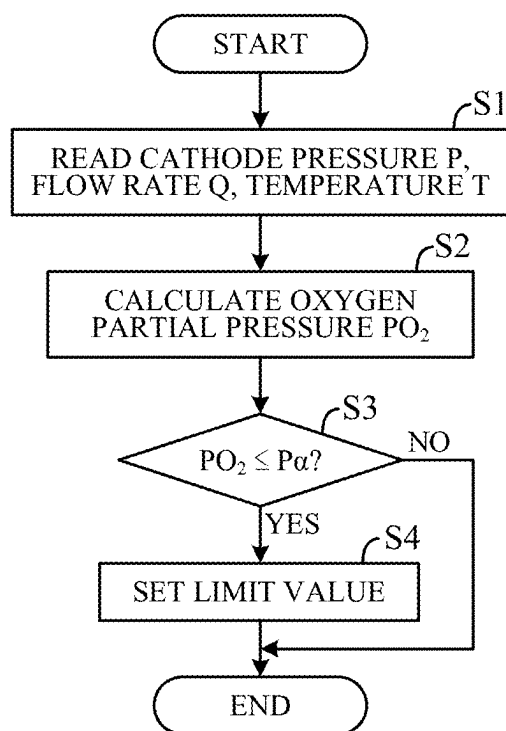 START
S1
READ CATHODE PRESSURE P,
FLOW RATE Q, TEMPERATURE T
S2
CALCULATE OXYGEN
PARTIAL PRESSURE PO₂
S3
PO₂ ≤ Pα?
NO
YES
S4
SET LIMIT VALUE
END